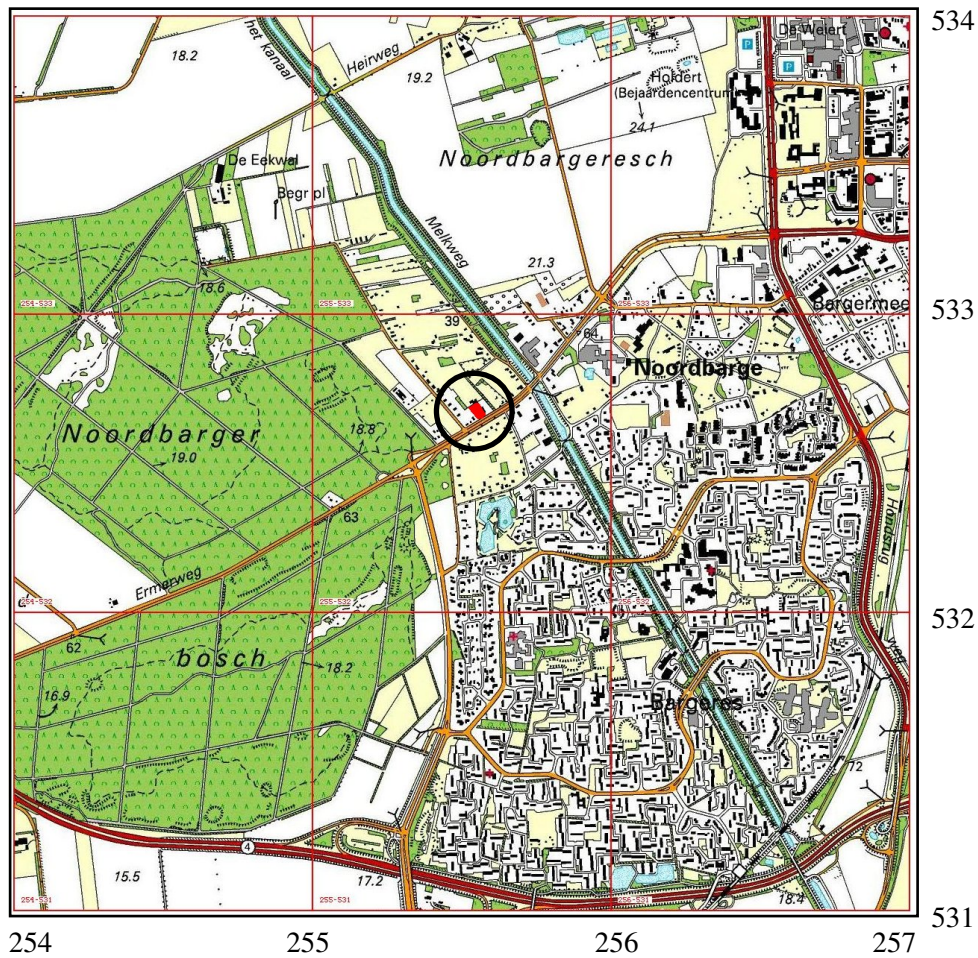 534
De Weiert
P
P
18.2
het kanaal
Heirweg
19.2
Holdert
(Bejaardencentrum
24.1
Noordbargeresch
De Eekwal
Begr pl
Melkweg
21.3
18.6
254-533
255-533
256-533
533
Bargermee
39
64
Noordbarge
Noordbarger
18.8
19.0
63
Hondsrug
Ermerweg
254-532
255-532
532
62
bosch
18.2
weg
16.9
Bargeres
72
4
15.5
17.2
18.4
254-531
255-531
256-531
531
254
255
256
257